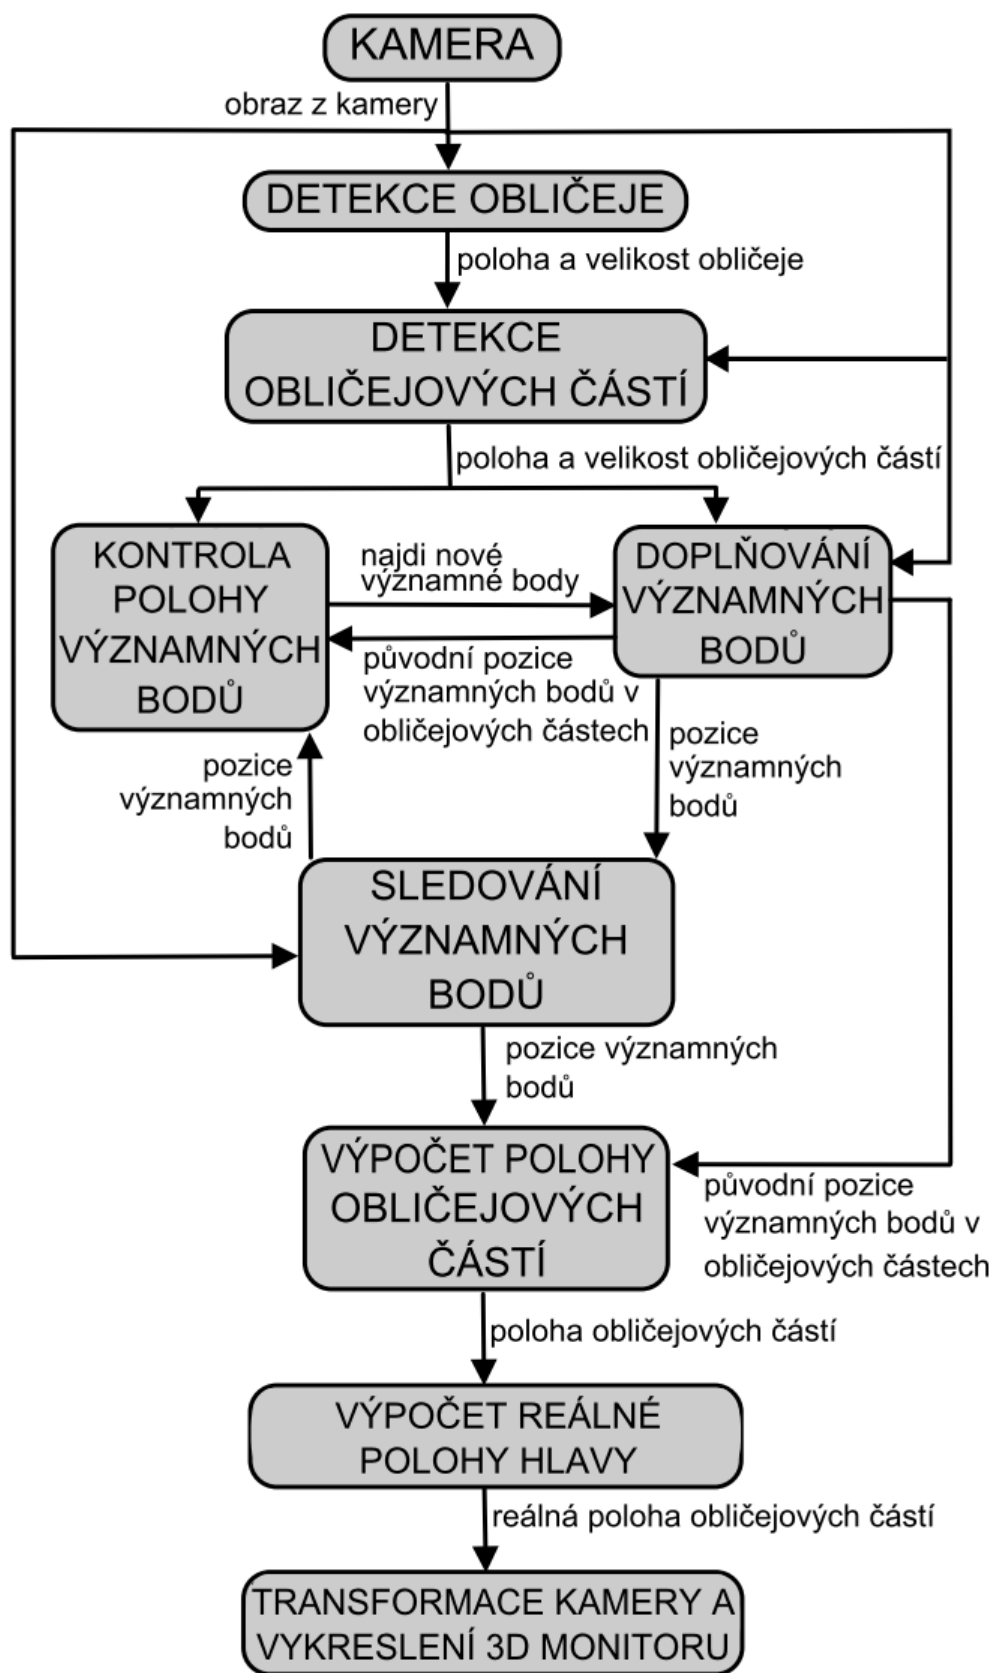 KAMERA
obraz z kamery
DETEKCE OBLIČEJE
poloha a velikost obličeje
DETEKCE
OBLIČEJOVÝCH ČÁSTÍ
poloha a velikost obličejových částí
KONTROLA
POLOHY
VÝZNAMNÝCH
BODŮ
najdi nové
významné body
DOPLŇOVÁNÍ
VÝZNAMNÝCH
BODŮ
původní pozice
významných bodů v
obličejových částech
pozice
významných
bodů
pozice
významných
bodů
SLEDOVÁNÍ
VÝZNAMNÝCH
BODŮ
pozice významných
bodů
VÝPOČET POLOHY
OBLIČEJOVÝCH
ČÁSTÍ
původní pozice
významných bodů v
obličejových částech
poloha obličejových částí
VÝPOČET REÁLNÉ
POLOHY HLAVY
reálná poloha obličejových částí
TRANSFORMACE KAMERY A
VYKRESLENÍ 3D MONITORU